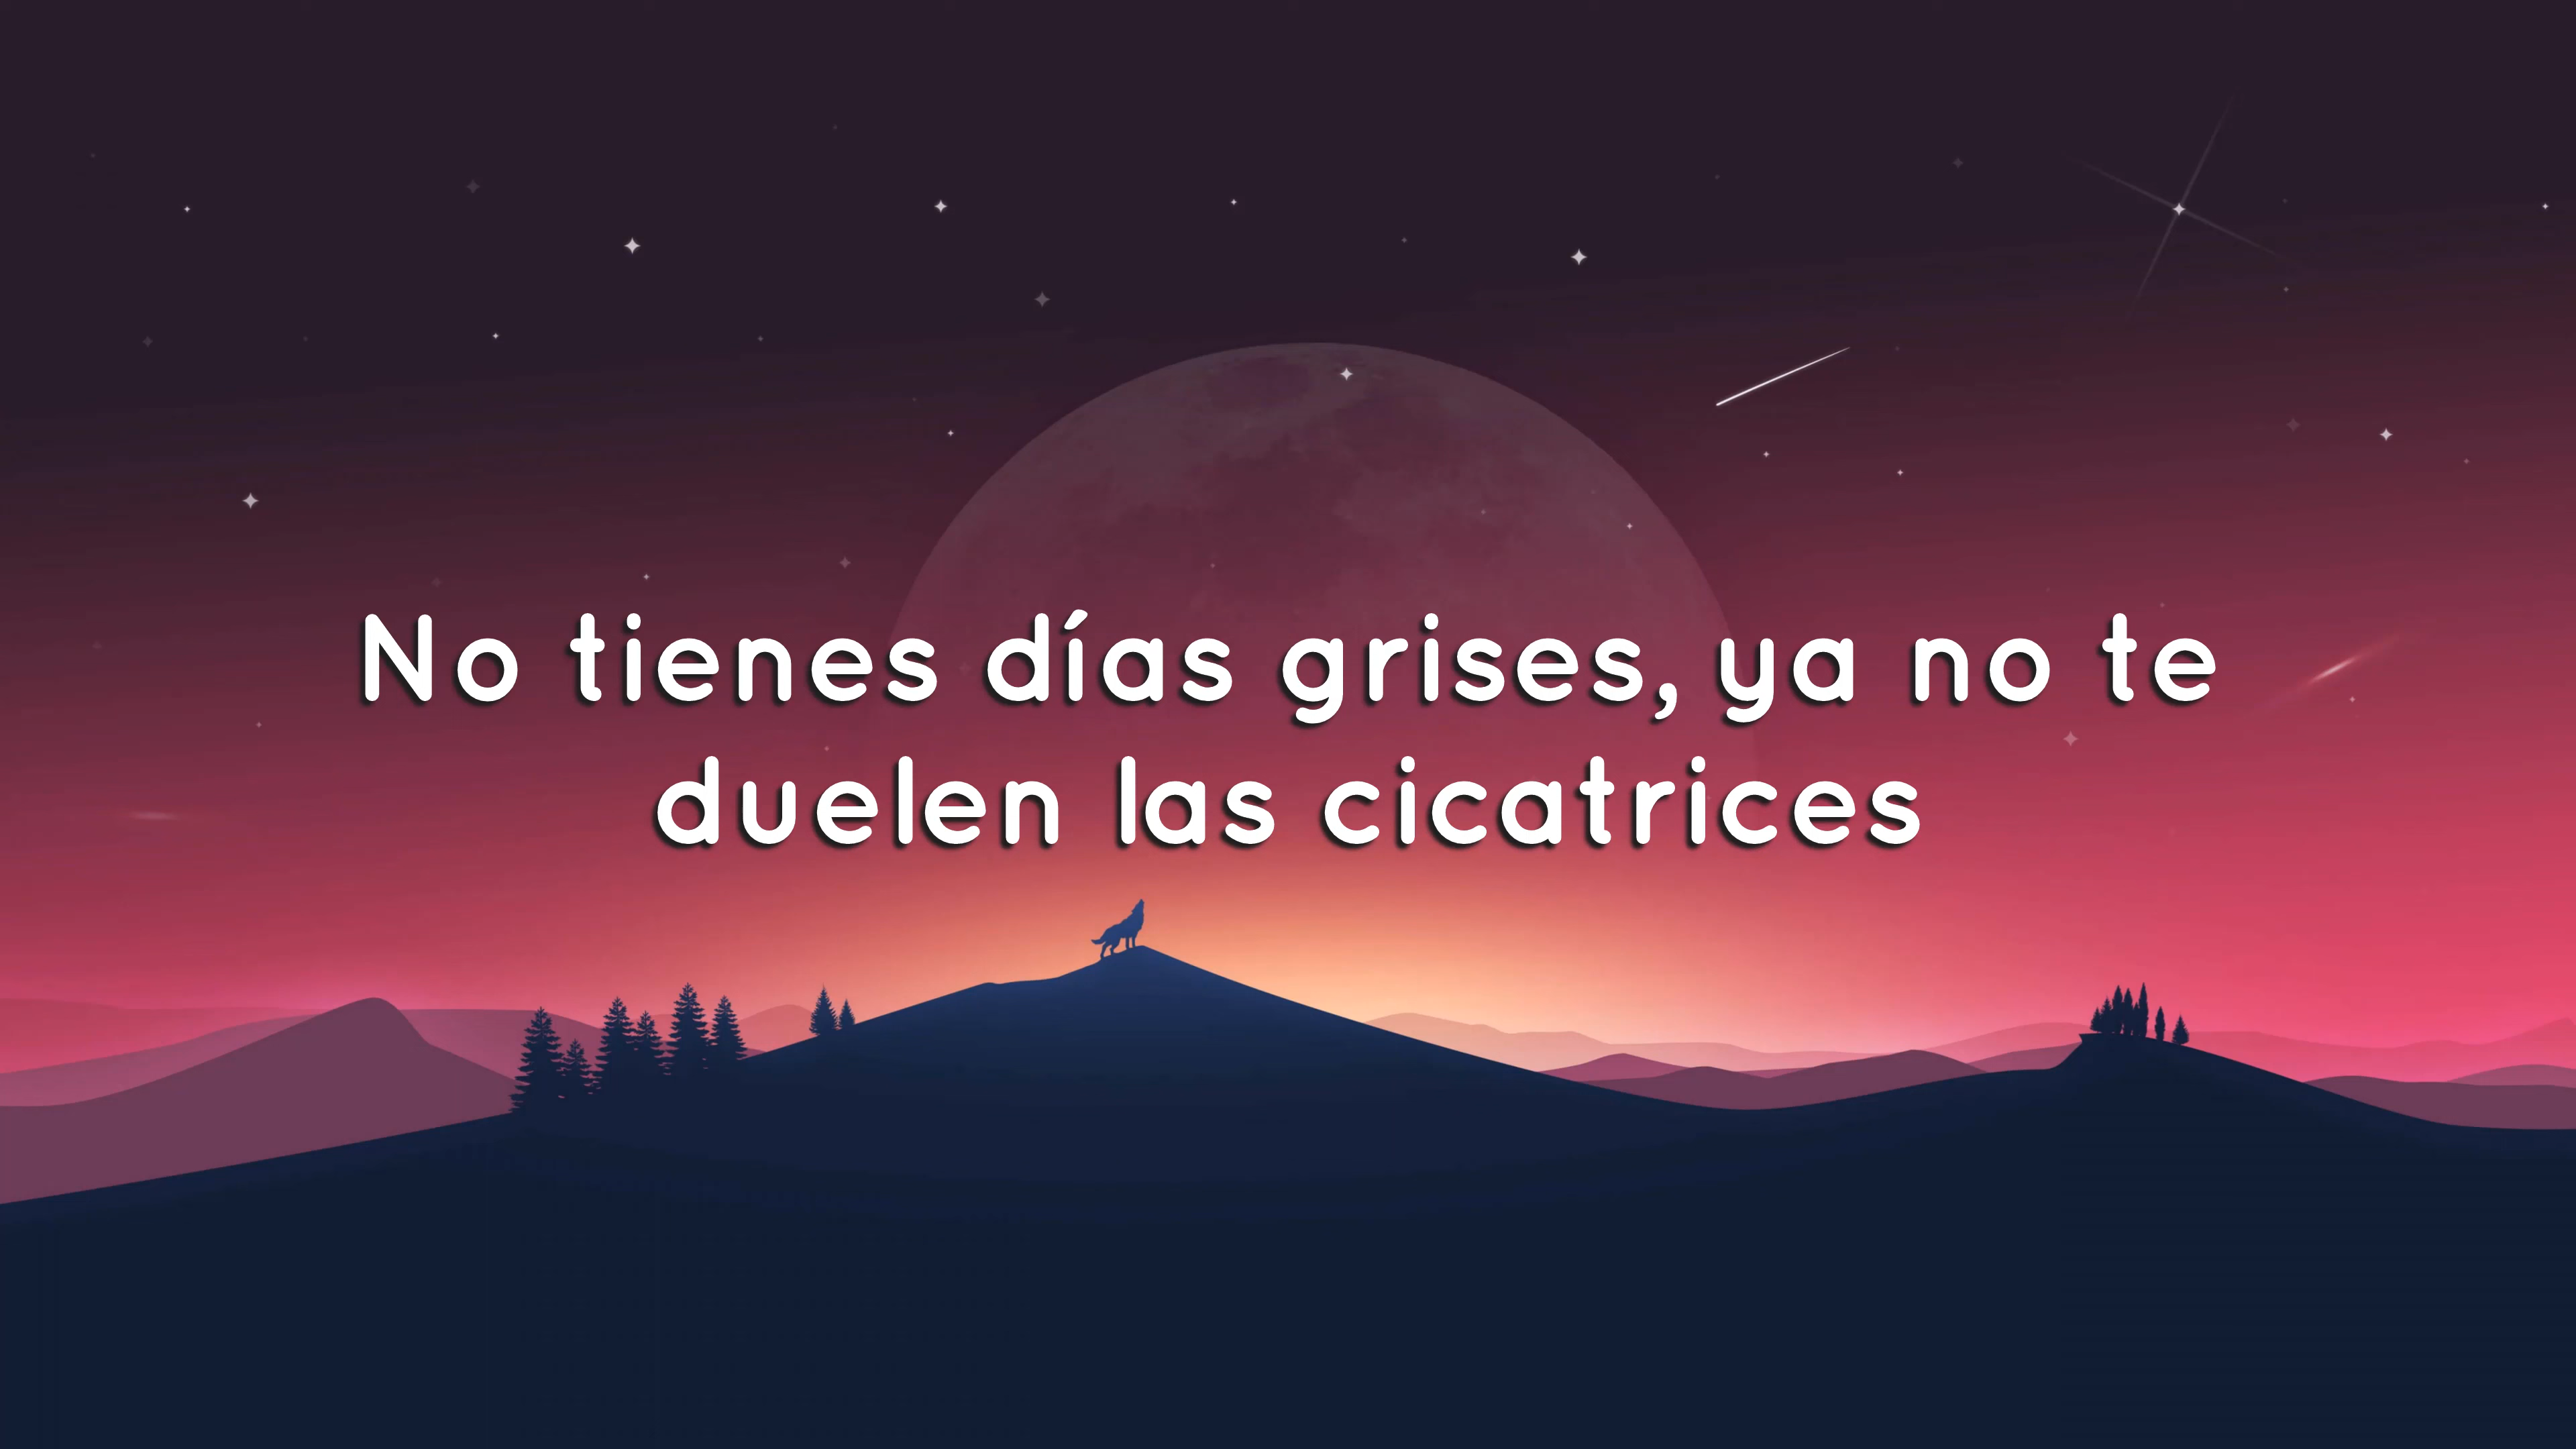 No tienes días grises, ya no te
duelen las cicatrices